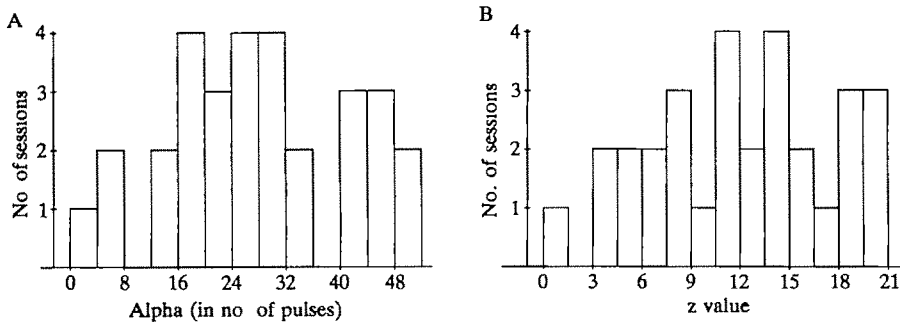 A
No of sessions
4
3
2
1
0 8 16 24 32 40 48
Alpha (in no of pulses)
B
No. of sessions
4
3
2
1
0 3 6 9 12 15 18 21
z value